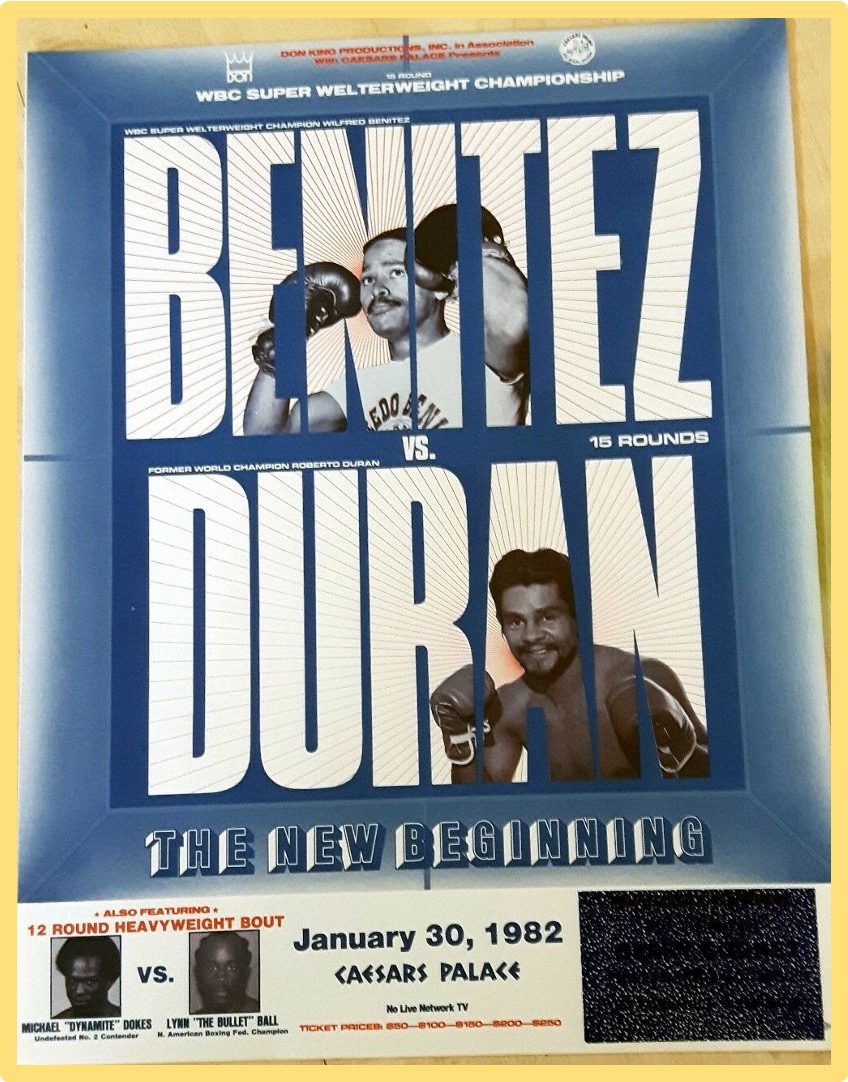 DON
DON KING PRODUCTIONS, INC. in Association
With CAESARS PALACE Presents
15 ROUND
WBC SUPER WELTERWEIGHT CHAMPIONSHIP
WBC SUPER WELTERWEIGHT CHAMPION WILFRED BENITEZ
BENITEZ
VS.
15 ROUNDS
FORMER WORLD CHAMPION ROBERTO DURAN
DURAN
THE NEW BEGINNING
★ ALSO FEATURING ★
12 ROUND HEAVYWEIGHT BOUT
VS.
MICHAEL "DYNAMITE" DOKES
Undefeated No. 2 Contender
LYNN "THE BULLET" BALL
N. American Boxing Fed. Champion
January 30, 1982
CAESARS PALACE
No Live Network TV
TICKET PRICES: $50—$100—$150—$200—$250